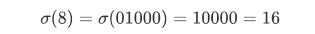 σ(8) = σ(01000) = 10000 = 16